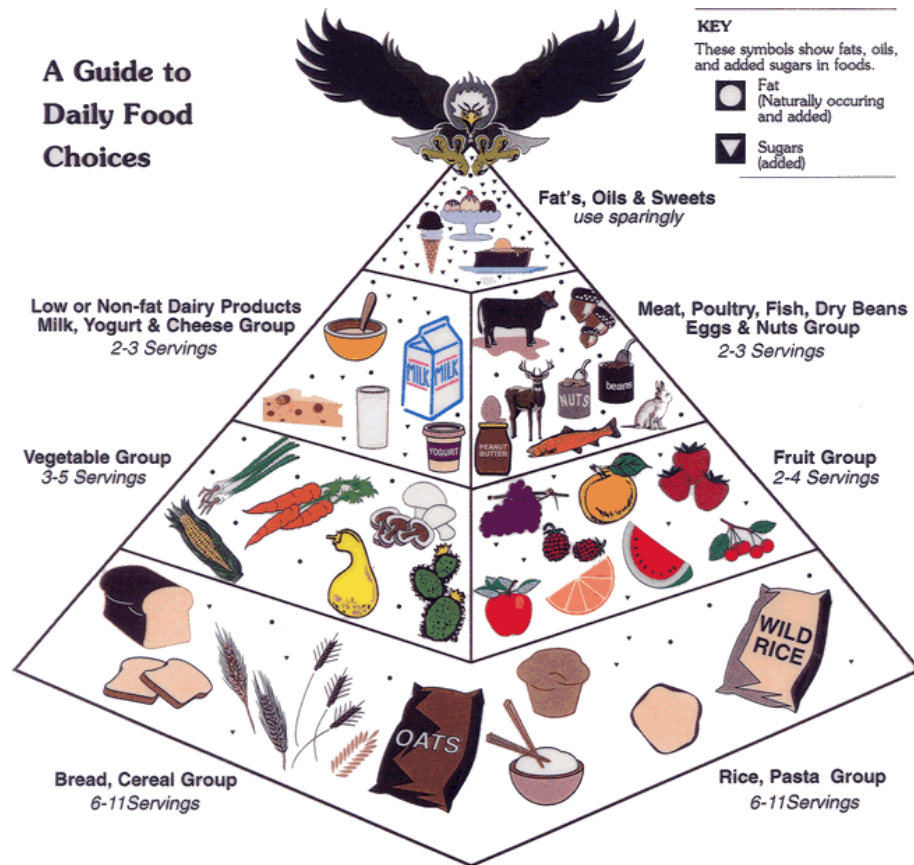 A Guide to
Daily Food
Choices
KEY
These symbols show fats, oils,
and added sugars in foods.
Fat
(Naturally occuring
and added)
Sugars
(added)
Fat's, Oils & Sweets
use sparingly
Low or Non-fat Dairy Products
Milk, Yogurt & Cheese Group
2-3 Servings
Meat, Poultry, Fish, Dry Beans
Eggs & Nuts Group
2-3 Servings
MILK MILK
YOGURT
PEANUT
BUTTER
NUTS
beans
Vegetable Group
3-5 Servings
Fruit Group
2-4 Servings
WILD
RICE
OATS
Bread, Cereal Group
6-11Servings
Rice, Pasta Group
6-11Servings